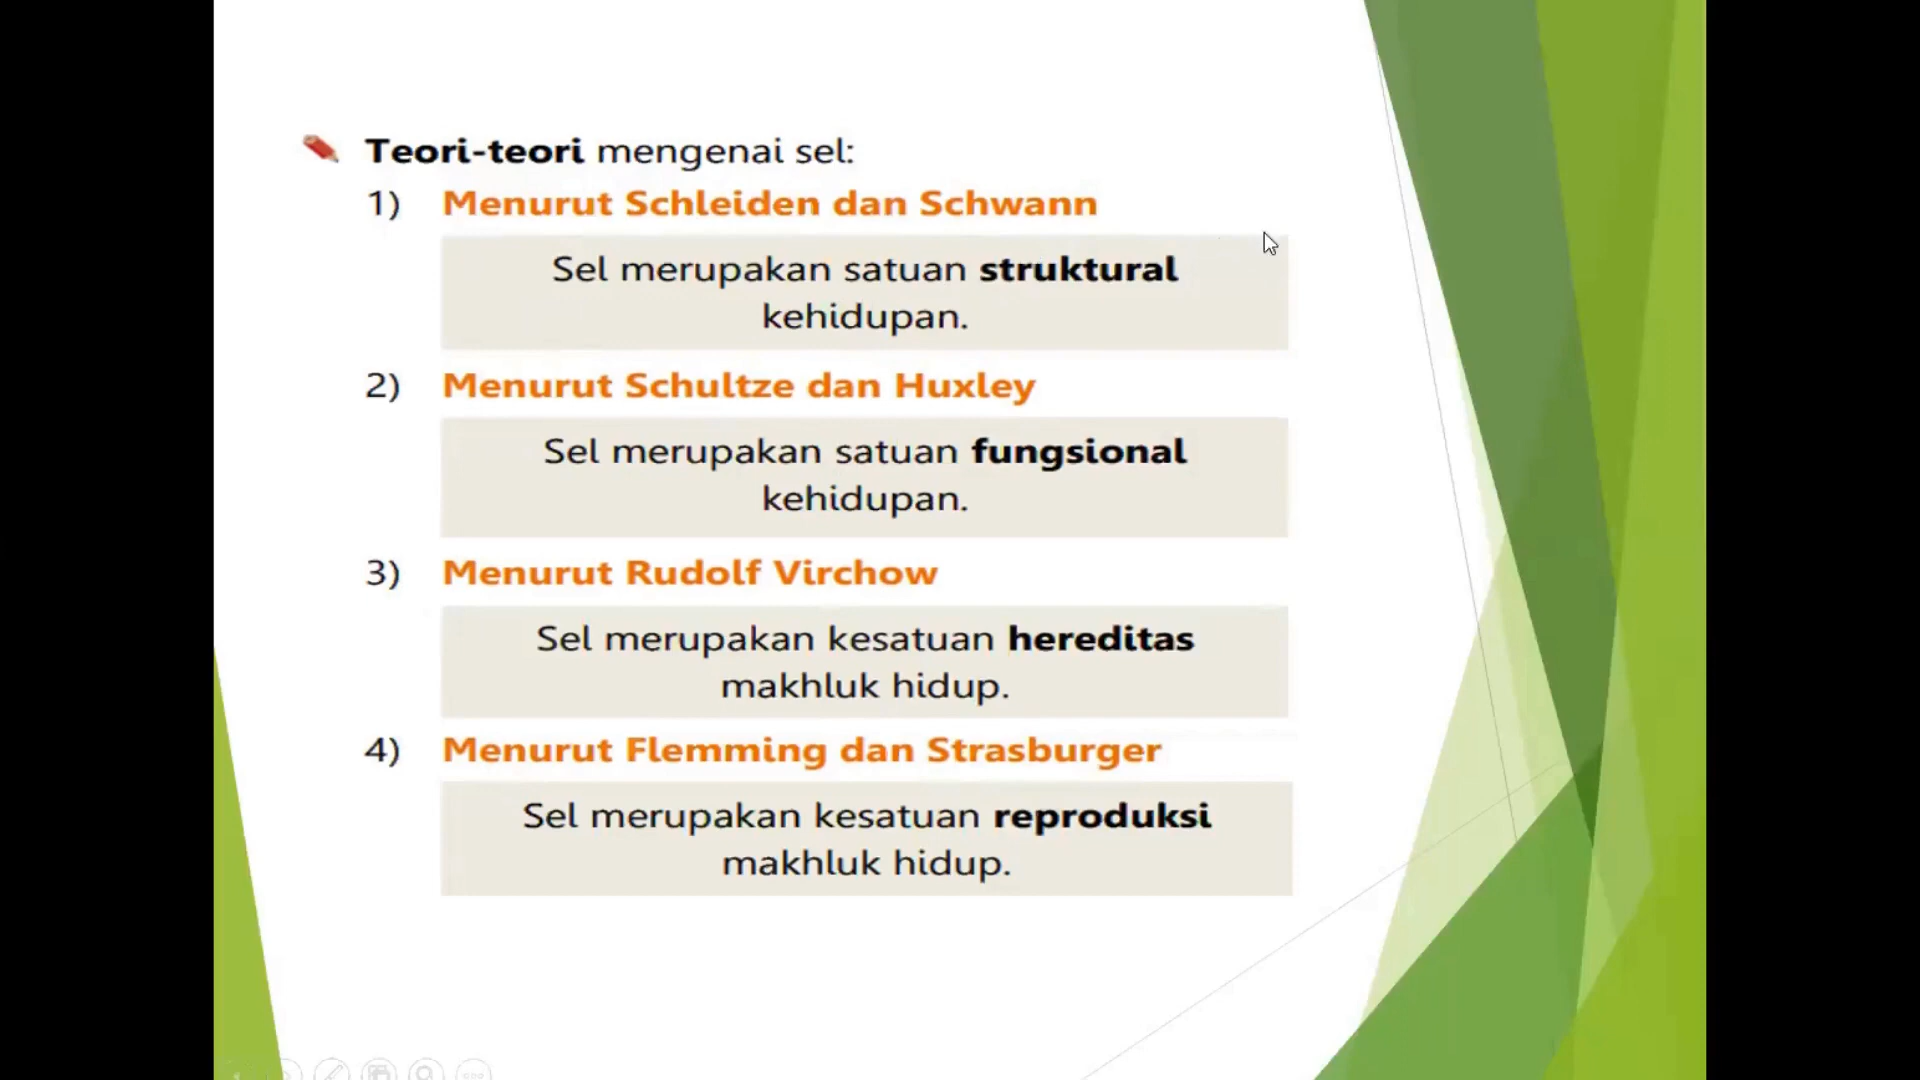 Teori-teori mengenai sel:
1) Menurut Schleiden dan Schwann
Sel merupakan satuan struktural
kehidupan.
2) Menurut Schultze dan Huxley
Sel merupakan satuan fungsional
kehidupan.
3) Menurut Rudolf Virchow
Sel merupakan kesatuan hereditas
makhluk hidup.
4) Menurut Flemming dan Strasburger
Sel merupakan kesatuan reproduksi
makhluk hidup.